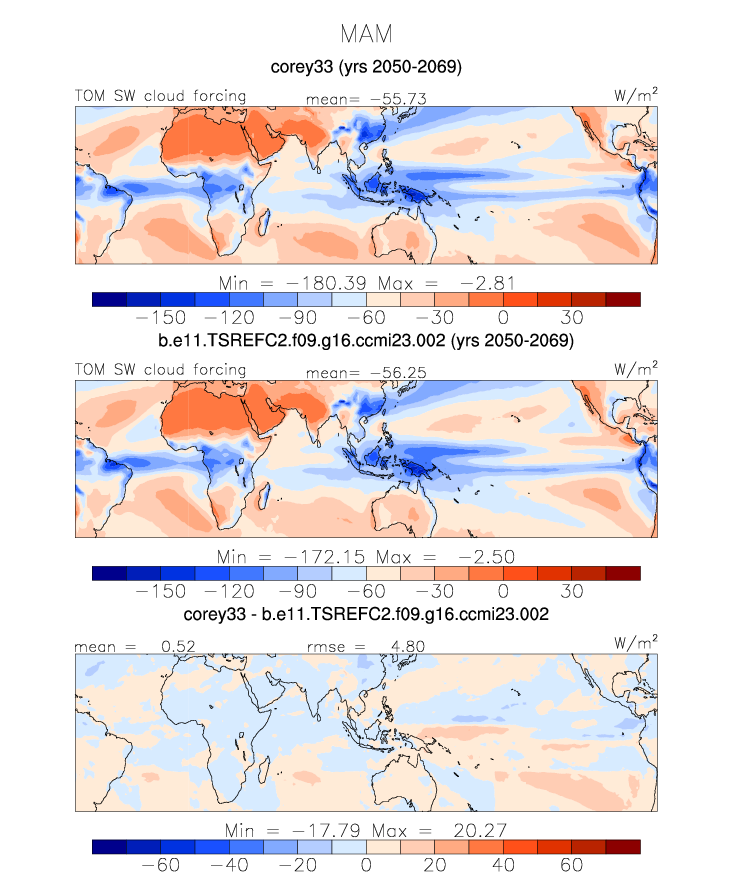 MAM
corey33 (yrs 2050-2069)
TOM SW cloud forcing mean= −55.73 W/m²
Min = −180.39 Max = −2.81
−150 −120 −90 −60 −30 0 30
b.e11.TSREFC2.f09.g16.ccmi23.002 (yrs 2050-2069)
TOM SW cloud forcing mean= −56.25 W/m²
Min = −172.15 Max = −2.50
−150 −120 −90 −60 −30 0 30
corey33 - b.e11.TSREFC2.f09.g16.ccmi23.002
mean = 0.52 rmse = 4.80 W/m²
Min = −17.79 Max = 20.27
−60 −40 −20 0 20 40 60